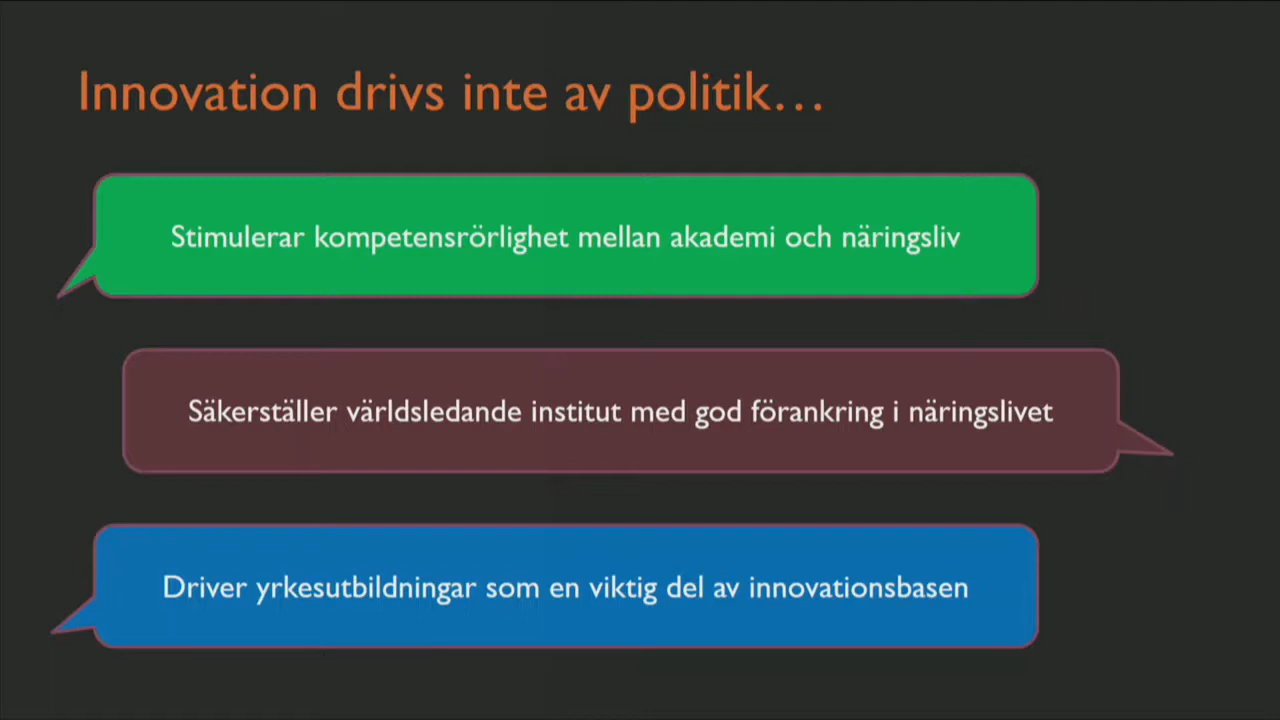 Innovation drivs inte av politik…
Stimulerar kompetensrörlighet mellan akademi och näringsliv
Säkerställer världsledande institut med god förankring i näringslivet
Driver yrkesutbildningar som en viktig del av innovationsbasen